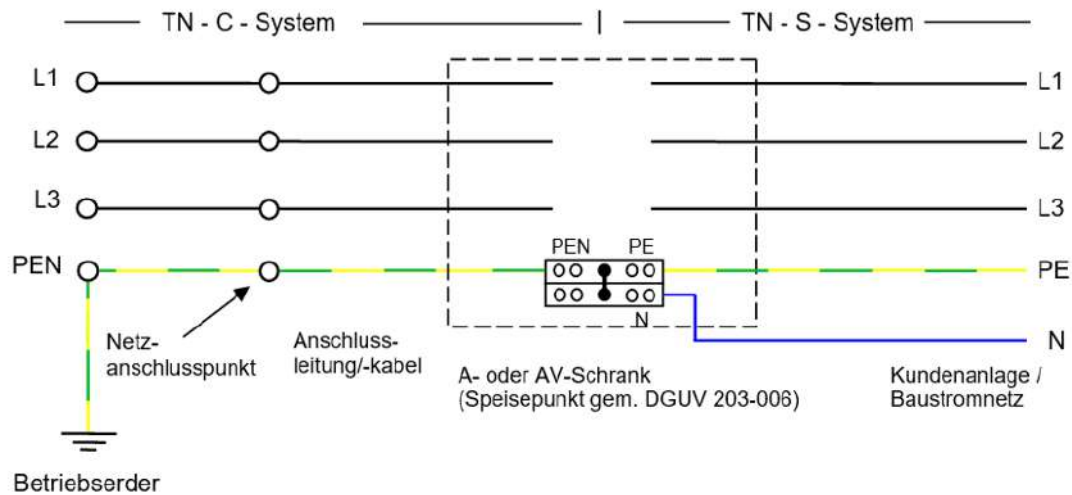 TN - C - System
TN - S - System
L1
L1
L2
L2
L3
L3
PEN
PEN
PE
PE
N
N
Netz-
anschlusspunkt
Anschluss-
leitung/-kabel
A- oder AV-Schrank
(Speisepunkt gem. DGUV 203-006)
Kundenanlage /
Baustromnetz
Betriebserder